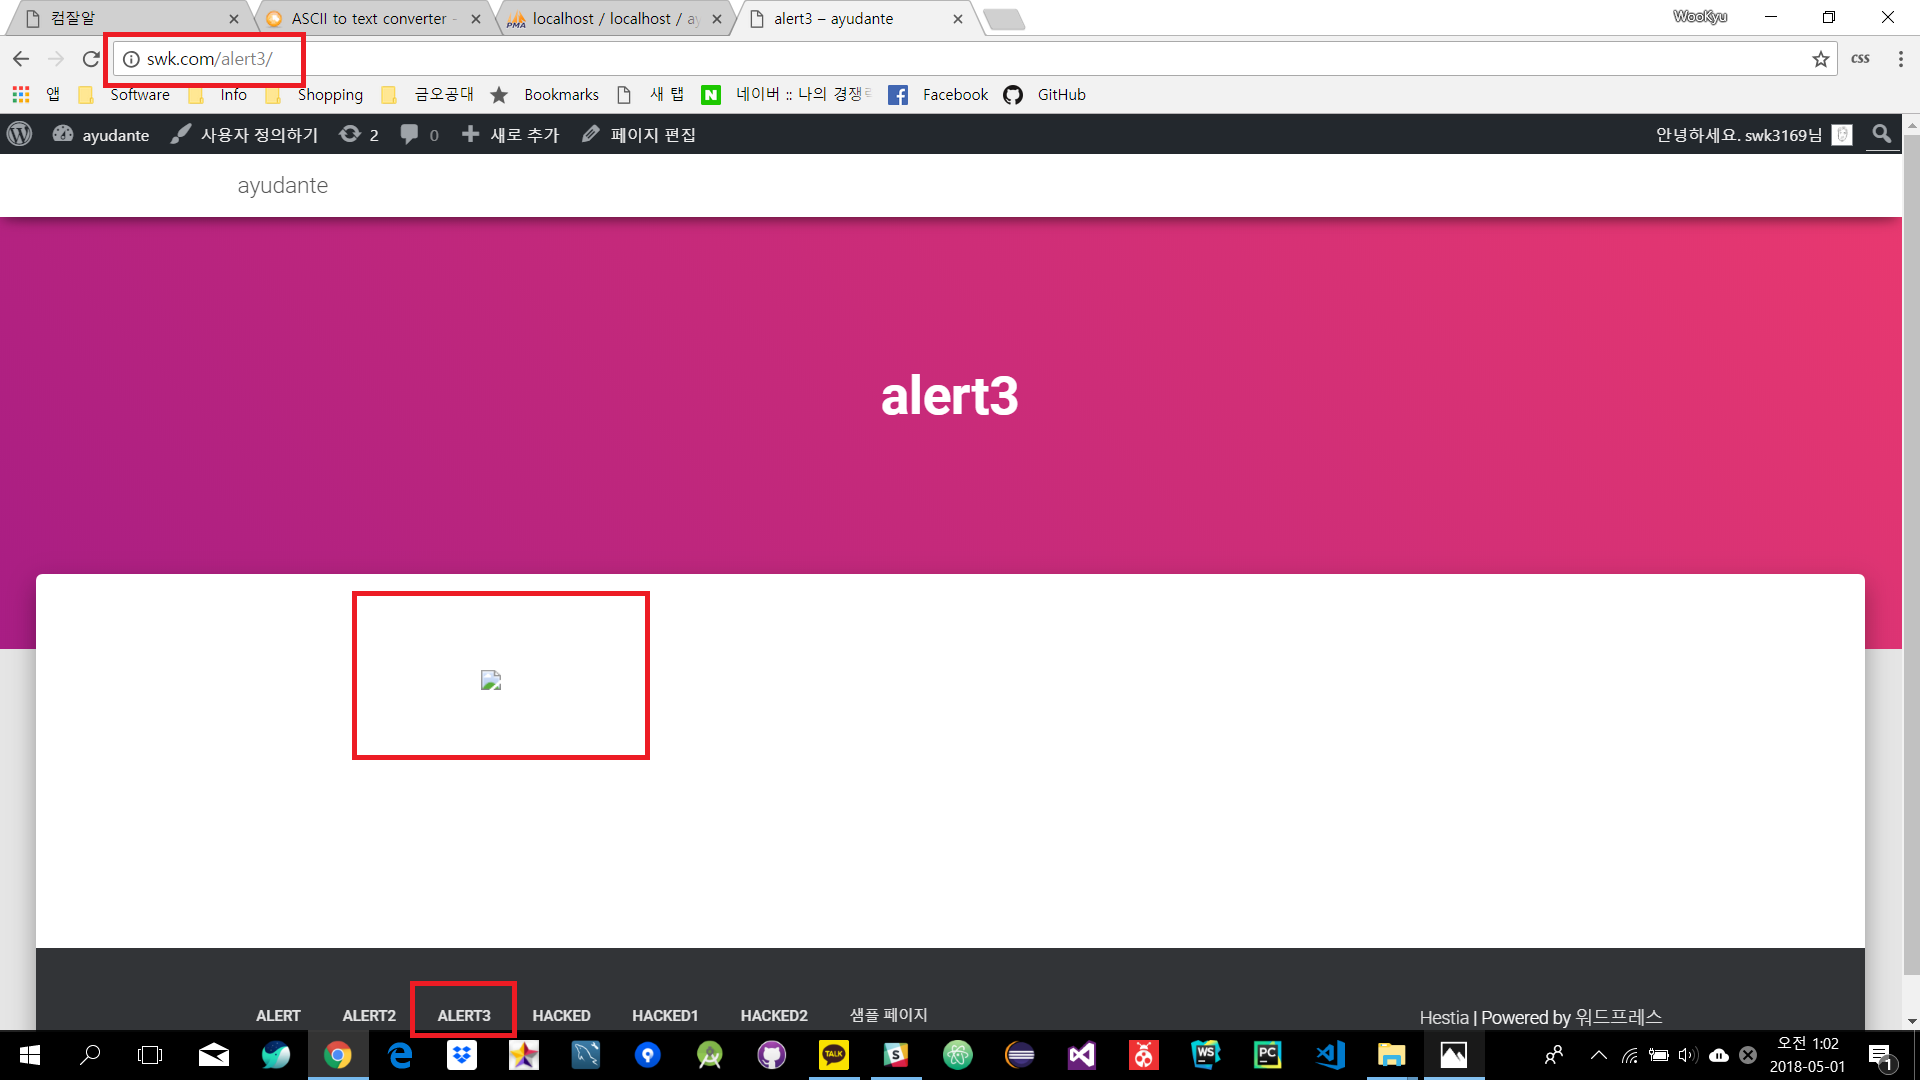 컴잘알
ASCII to text converter -
localhost / localhost / ay
alert3 – ayudante
WooKyu
swk.com/alert3/
css
앱
Software
Info
Shopping
금오공대
Bookmarks
새 탭
네이버 :: 나의 경쟁력
Facebook
GitHub
ayudante
사용자 정의하기
2
0
새로 추가
페이지 편집
안녕하세요. swk3169님
ayudante
alert3
ALERT
ALERT2
ALERT3
HACKED
HACKED1
HACKED2
샘플 페이지
Hestia | Powered by 워드프레스
오전 1:02
2018-05-01
1